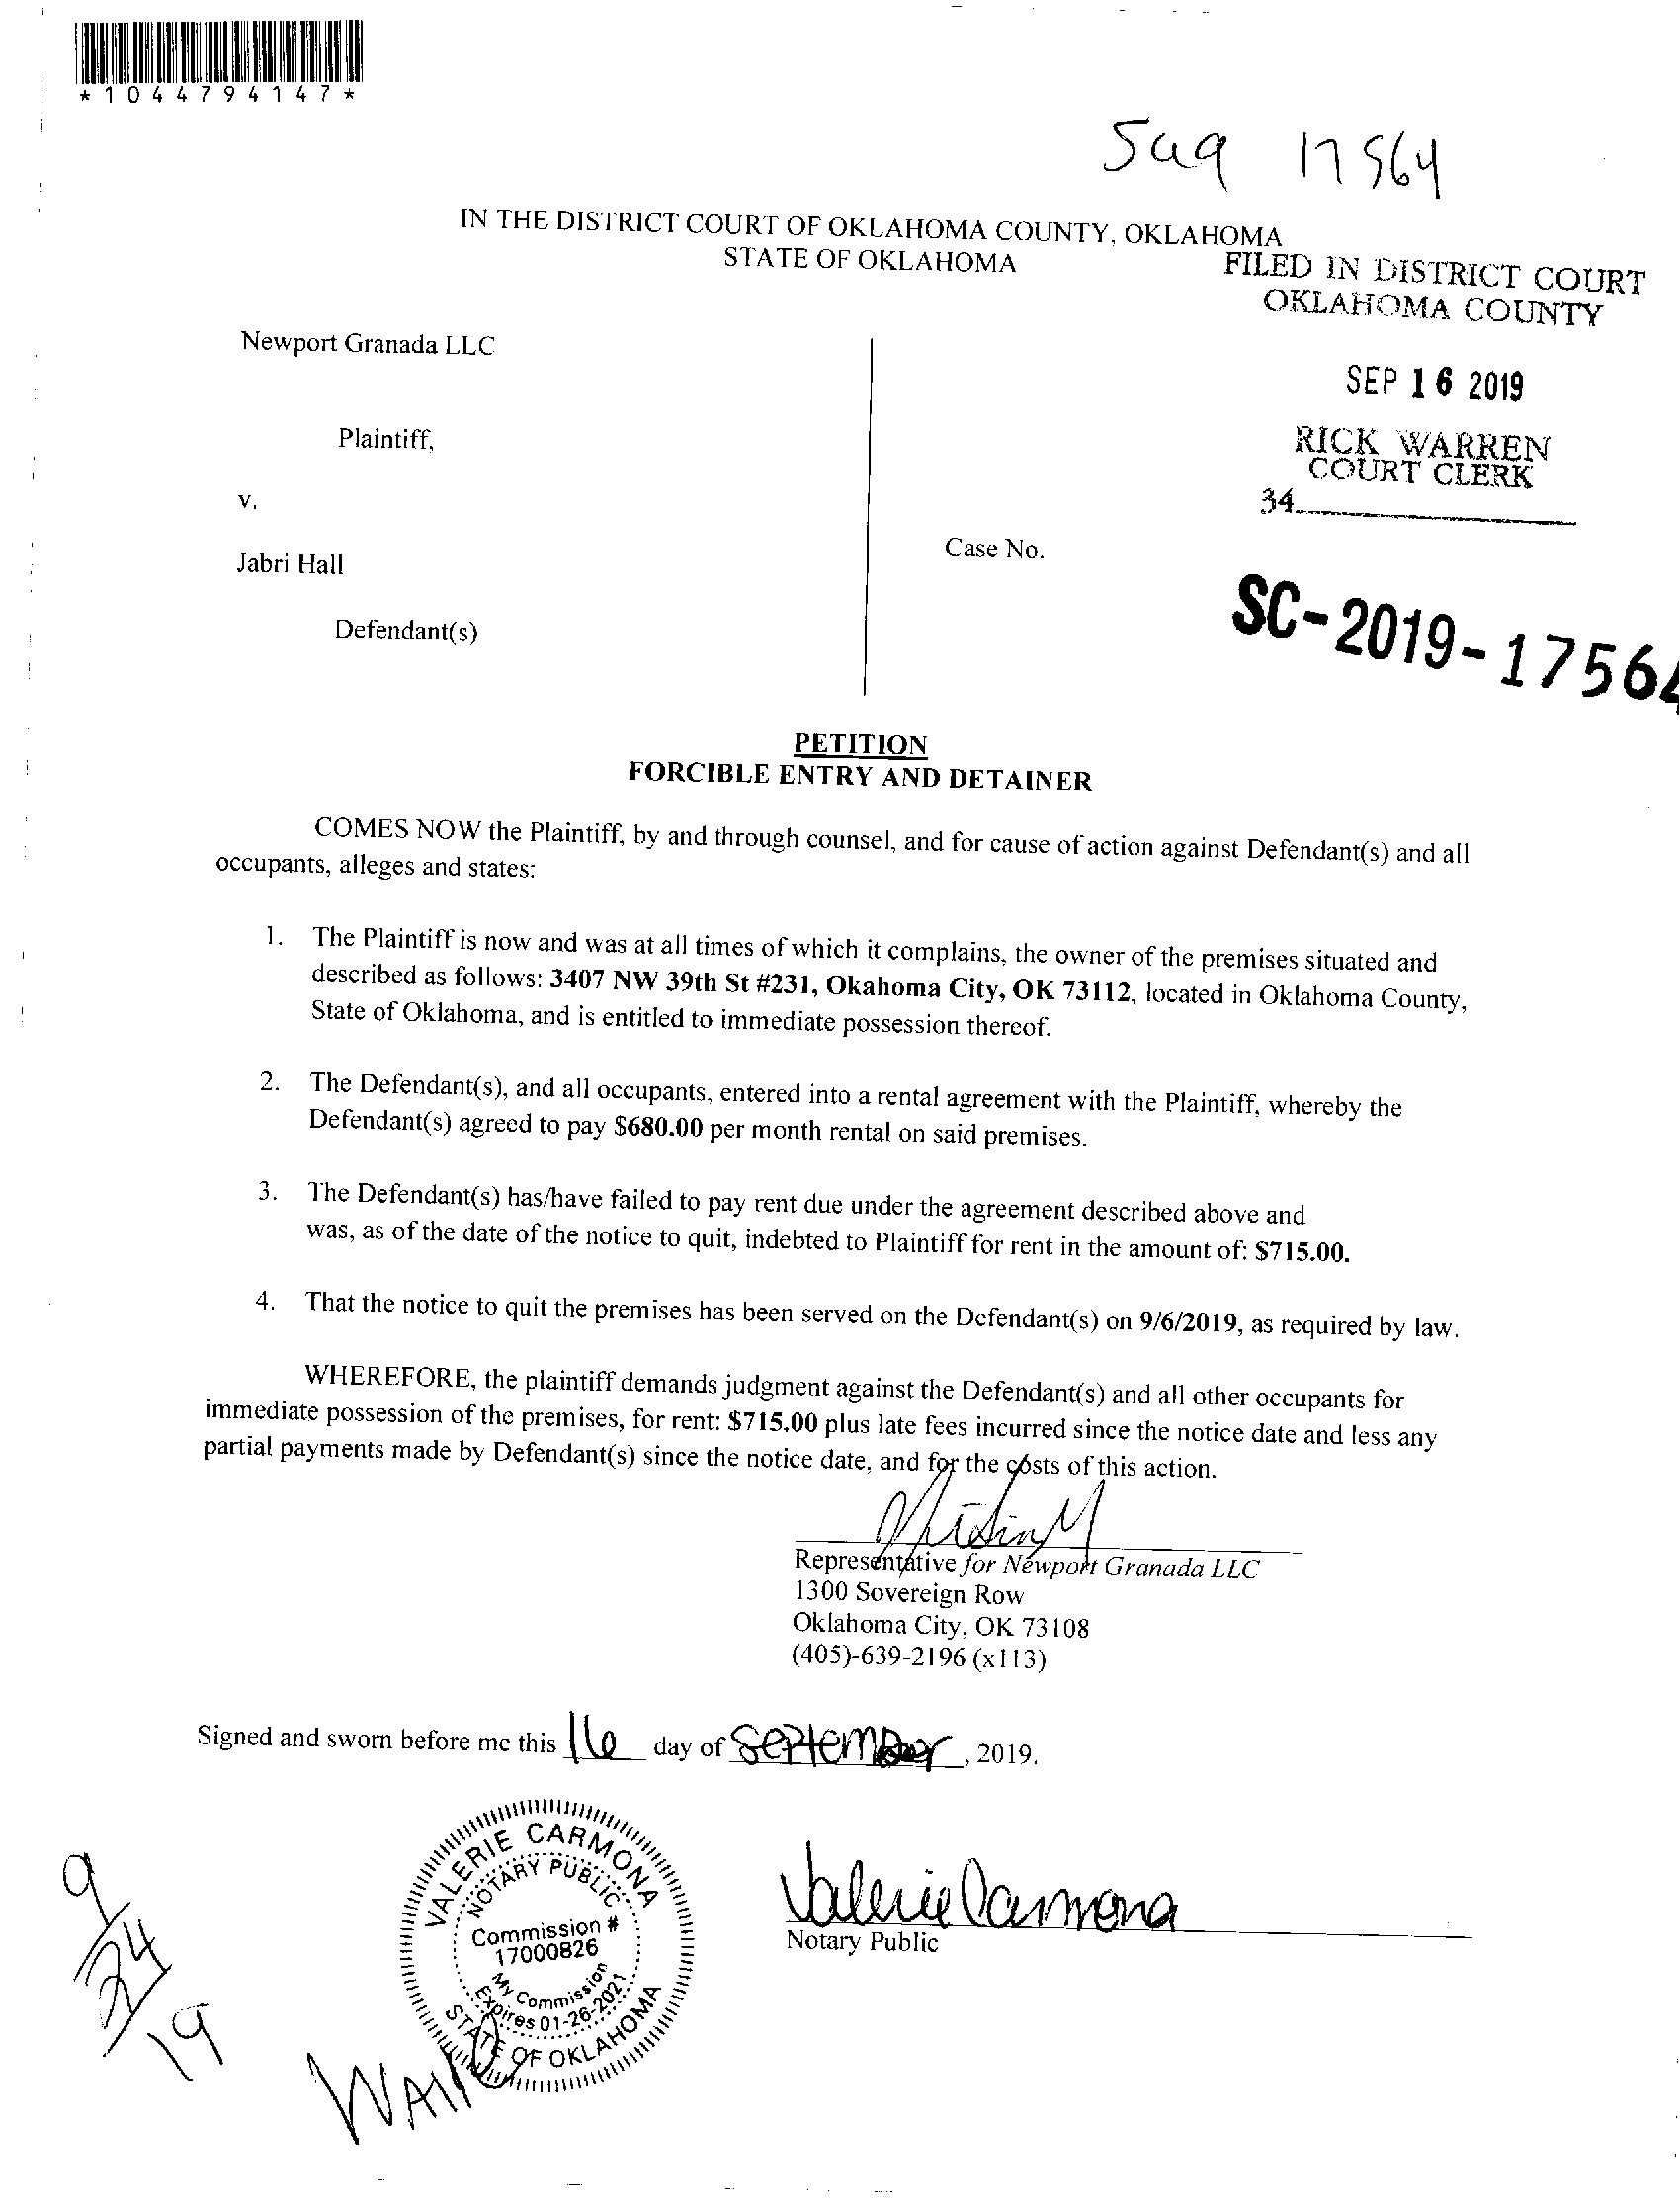 *1044794147*
17564
IN THE DISTRICT COURT OF OKLAHOMA COUNTY, OKLAHOMA
STATE OF OKLAHOMA
FILED IN DISTRICT COURT
OKLAHOMA COUNTY
Newport Granada LLC
SEP 16 2019
Plaintiff,
RICK WARREN
COURT CLERK
34
v.
Case No.
Jabri Hall
SC-2019-17564
Defendant(s)
PETITION
FORCIBLE ENTRY AND DETAINER
COMES NOW the Plaintiff, by and through counsel, and for cause of action against Defendant(s) and all
occupants, alleges and states:
1. The Plaintiff is now and was at all times of which it complains, the owner of the premises situated and
described as follows: 3407 NW 39th St #231, Okahoma City, OK 73112, located in Oklahoma County,
State of Oklahoma, and is entitled to immediate possession thereof.
2. The Defendant(s), and all occupants, entered into a rental agreement with the Plaintiff, whereby the
Defendant(s) agreed to pay $680.00 per month rental on said premises.
3. The Defendant(s) has/have failed to pay rent due under the agreement described above and
was, as of the date of the notice to quit, indebted to Plaintiff for rent in the amount of: $715.00.
4. That the notice to quit the premises has been served on the Defendant(s) on 9/6/2019, as required by law.
WHEREFORE, the plaintiff demands judgment against the Defendant(s) and all other occupants for
immediate possession of the premises, for rent: $715.00 plus late fees incurred since the notice date and less any
partial payments made by Defendant(s) since the notice date, and for the costs of this action.
Representative for Newport Granada LLC
1300 Sovereign Row
Oklahoma City, OK 73108
(405)-639-2196 (x113)
Signed and sworn before me this 16 day of September, 2019.
VALERIE CARMONA
NOTARY PUBLIC
Commission #
17000826
My Commission
Expires 01-26-2021
STATE OF OKLAHOMA
Valerie Carmona
Notary Public
9/24/19